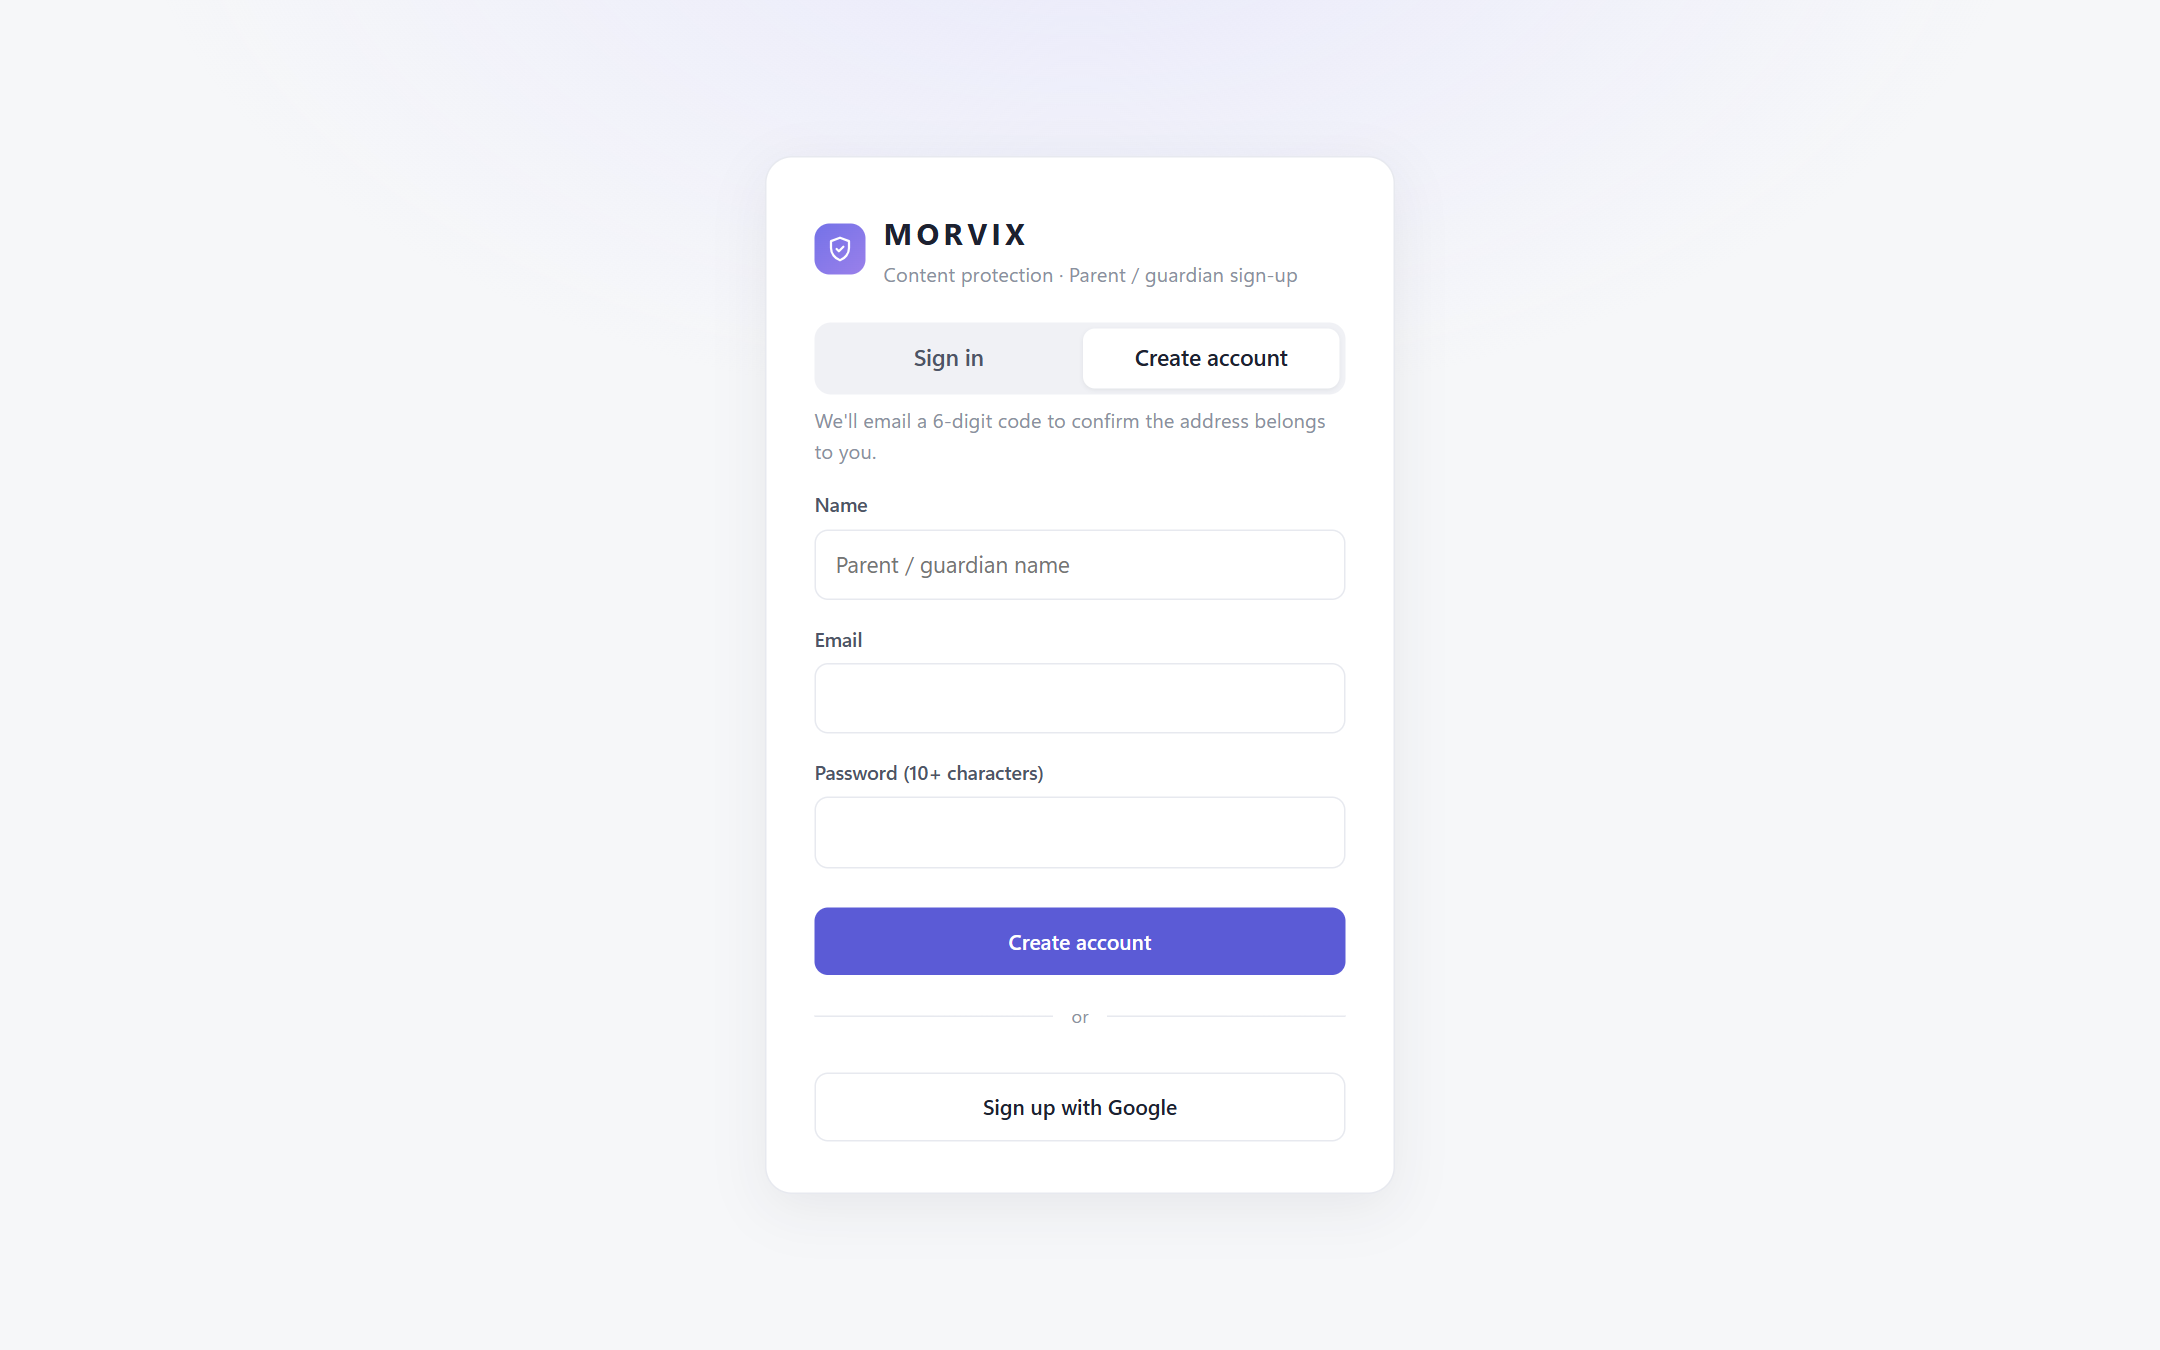 MORVIX
Content protection · Parent / guardian sign-up
Sign in
Create account
We'll email a 6-digit code to confirm the address belongs
to you.
Name
Parent / guardian name
Email
Password (10+ characters)
Create account
or
Sign up with Google